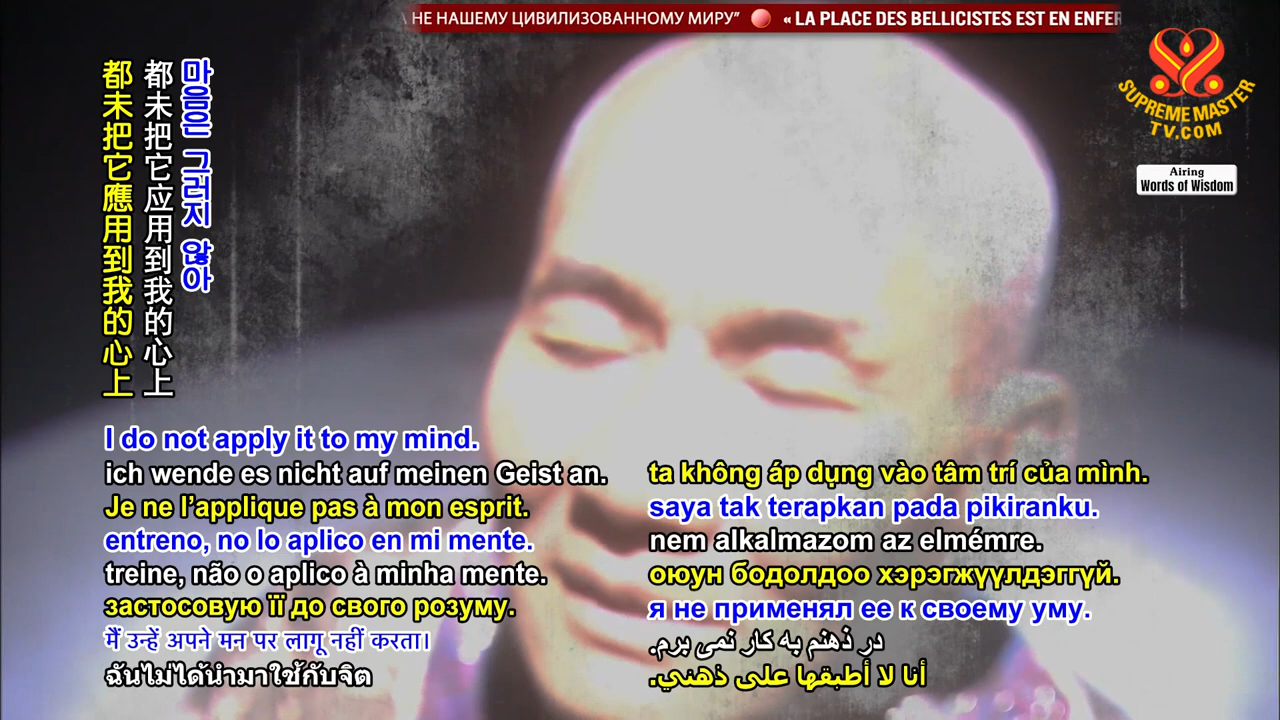 А НЕ НАШЕМУ ЦИВИЛИЗОВАННОМУ МИРУ” « LA PLACE DES BELLICISTES EST EN ENFER
SUPREME MASTER
TV.COM
Airing
Words of Wisdom
마음은 그러지 않아
都未把它应用到我的心上
都未把它應用到我的心上
I do not apply it to my mind.
ich wende es nicht auf meinen Geist an.
Je ne l’applique pas à mon esprit.
entreno, no lo aplico en mi mente.
treine, não o aplico à minha mente.
застосовую її до свого розуму.
मैं उन्हें अपने मन पर लागू नहीं करता।
ฉันไม่ได้นำมาใช้กับจิต
ta không áp dụng vào tâm trí của mình.
saya tak terapkan pada pikiranku.
nem alkalmazom az elmémre.
оюун бодолдоо хэрэгжүүлдэггүй.
я не применял ее к своему уму.
در ذهنم به کار نمی برم.
أنا لا أطبقها على ذهني.